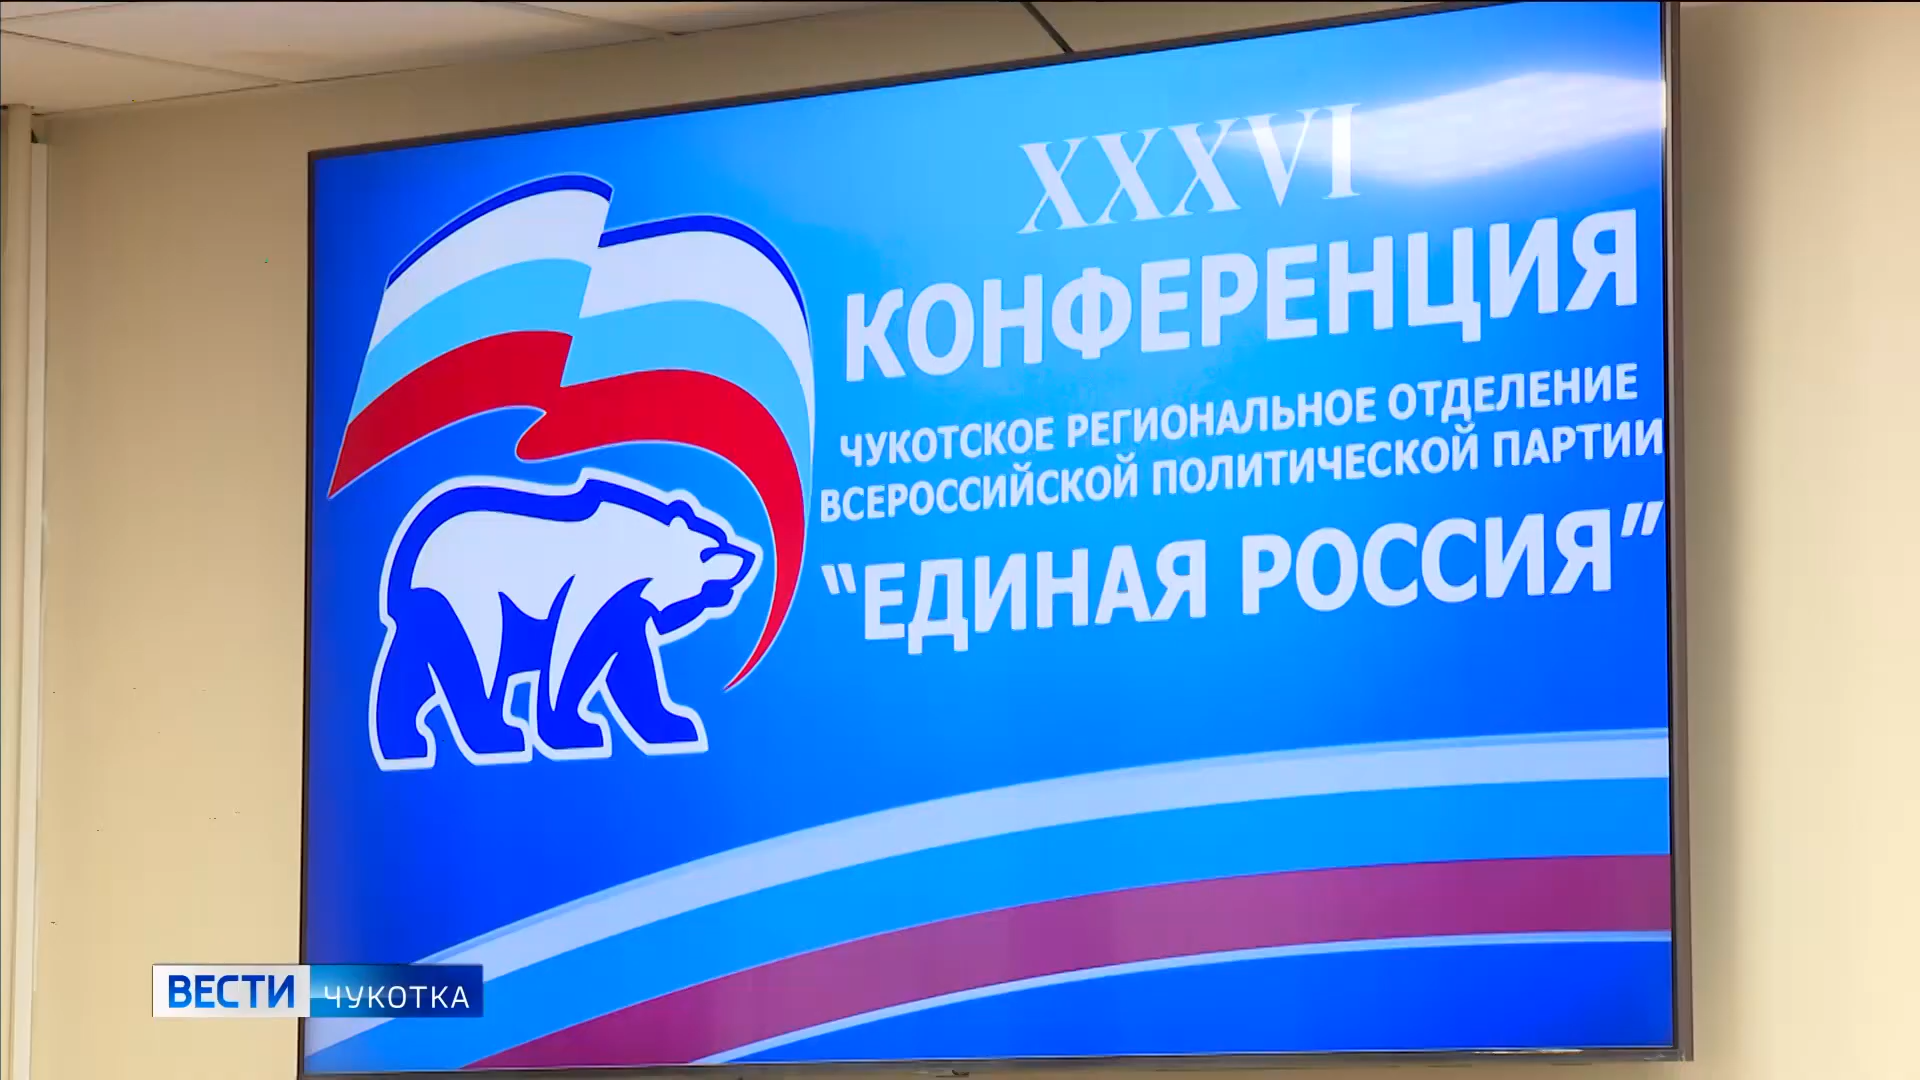 XXXVI
КОНФЕРЕНЦИЯ
ЧУКОТСКОЕ РЕГИОНАЛЬНОЕ ОТДЕЛЕНИЕ
ВСЕРОССИЙСКОЙ ПОЛИТИЧЕСКОЙ ПАРТИИ
“ЕДИНАЯ РОССИЯ”
ВЕСТИ ЧУКОТКА